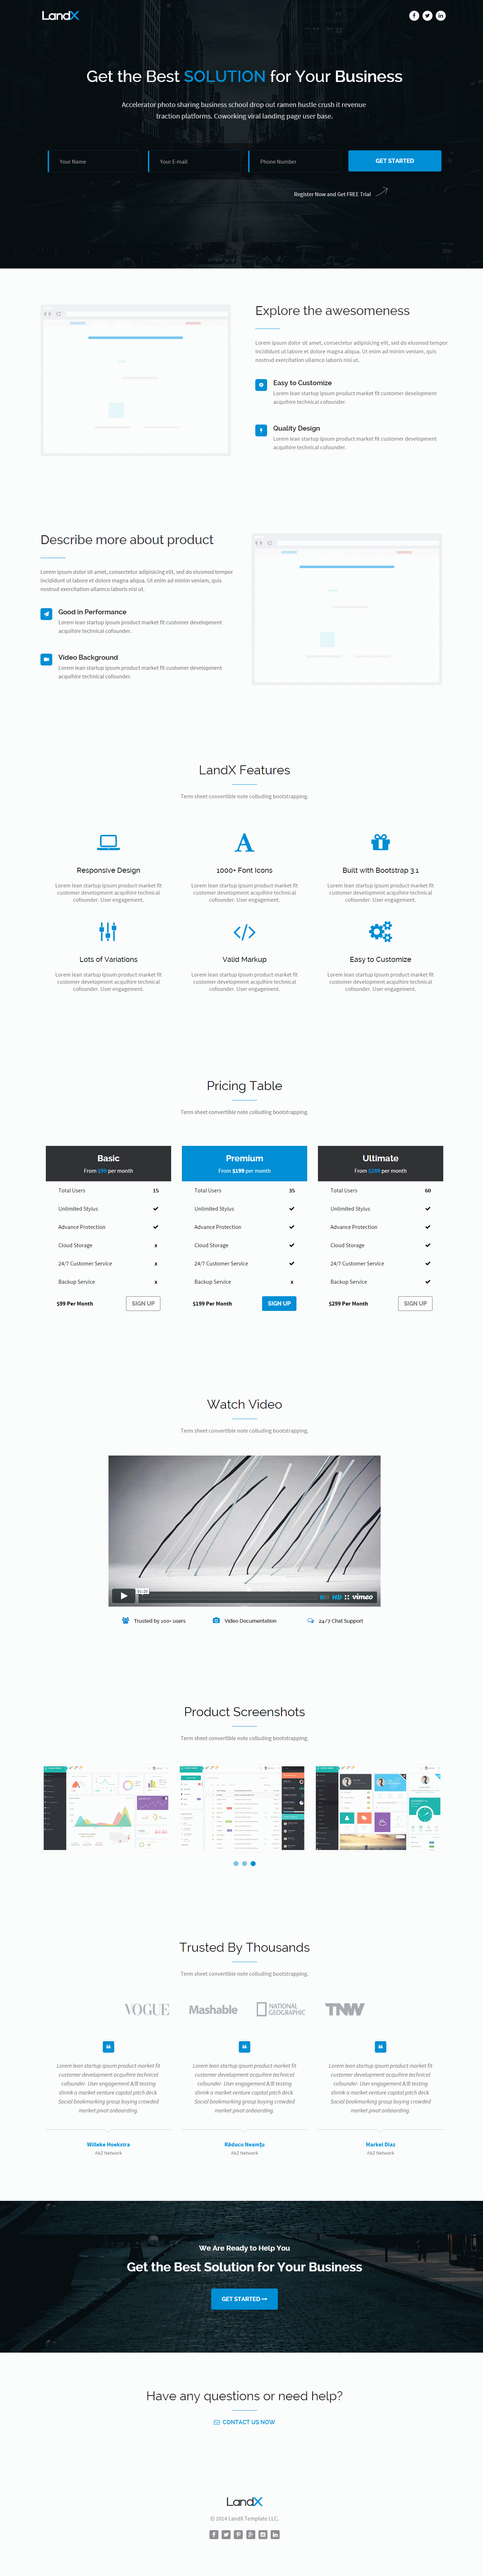 LandX
Get the Best SOLUTION for Your Business
Accelerator photo sharing business school drop out ramen hustle crush it revenue
traction platforms. Coworking viral landing page user base.
Your Name
Your E-mail
Phone Number
GET STARTED
Register Now and Get FREE Trial
Explore the awesomeness
Lorem ipsum dolor sit amet, consectetur adipisicing elit, sed do eiusmod tempor
incididunt ut labore et dolore magna aliqua. Ut enim ad minim veniam, quis
nostrud exercitation ullamco laboris nisi ut.
Easy to Customize
Lorem lean startup ipsum product market fit customer development
acquihire technical cofounder.
Quality Design
Lorem lean startup ipsum product market fit customer development
acquihire technical cofounder.
Describe more about product
Lorem ipsum dolor sit amet, consectetur adipisicing elit, sed do eiusmod tempor
incididunt ut labore et dolore magna aliqua. Ut enim ad minim veniam, quis
nostrud exercitation ullamco laboris nisi ut.
Good in Performance
Lorem lean startup ipsum product market fit customer development
acquihire technical cofounder.
Video Background
Lorem lean startup ipsum product market fit customer development
acquihire technical cofounder.
LandX Features
Term sheet convertible note colluding bootstrapping.
Responsive Design
Lorem lean startup ipsum product market fit
customer development acquihire technical
cofounder. User engagement.
1000+ Font Icons
Lorem lean startup ipsum product market fit
customer development acquihire technical
cofounder. User engagement.
Built with Bootstrap 3.1
Lorem lean startup ipsum product market fit
customer development acquihire technical
cofounder. User engagement.
Lots of Variations
Lorem lean startup ipsum product market fit
customer development acquihire technical
cofounder. User engagement.
Valid Markup
Lorem lean startup ipsum product market fit
customer development acquihire technical
cofounder. User engagement.
Easy to Customize
Lorem lean startup ipsum product market fit
customer development acquihire technical
cofounder. User engagement.
Pricing Table
Term sheet convertible note colluding bootstrapping.
Basic
From $99 per month
Total Users 15
Unlimited Stylus
Advance Protection
Cloud Storage x
24/7 Customer Service x
Backup Service x
$99 Per Month SIGN UP
Premium
From $199 per month
Total Users 35
Unlimited Stylus
Advance Protection
Cloud Storage
24/7 Customer Service
Backup Service x
$199 Per Month SIGN UP
Ultimate
From $299 per month
Total Users 60
Unlimited Stylus
Advance Protection
Cloud Storage
24/7 Customer Service
Backup Service
$299 Per Month SIGN UP
Watch Video
Term sheet convertible note colluding bootstrapping.
01:20
HD vimeo
Trusted by 100+ users
Video Documentation
24/7 Chat Support
Product Screenshots
Term sheet convertible note colluding bootstrapping.
Trusted By Thousands
Term sheet convertible note colluding bootstrapping.
VOGUE
Mashable
NATIONAL
GEOGRAPHIC
TNW
Lorem lean startup ipsum product market fit
customer development acquihire technical
cofounder. User engagement A/B testing
shrink a market venture capital pitch deck.
Social bookmarking group buying crowded
market pivot onboarding.
Willeke Hoekstra
AbZ Network
Lorem lean startup ipsum product market fit
customer development acquihire technical
cofounder. User engagement A/B testing
shrink a market venture capital pitch deck.
Social bookmarking group buying crowded
market pivot onboarding.
Răducu Neamțu
AbZ Network
Lorem lean startup ipsum product market fit
customer development acquihire technical
cofounder. User engagement A/B testing
shrink a market venture capital pitch deck.
Social bookmarking group buying crowded
market pivot onboarding.
Markel Diaz
AbZ Network
We Are Ready to Help You
Get the Best Solution for Your Business
GET STARTED
Have any questions or need help?
CONTACT US NOW
LandX
© 2014 LandX Template LLC.